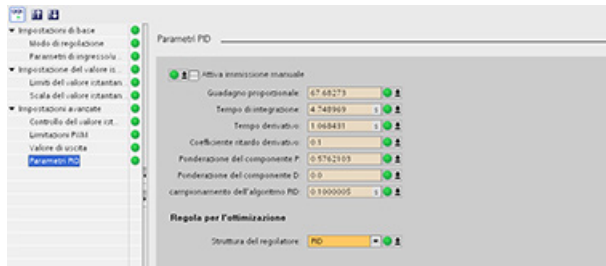 Impostazioni di base
Modo di regolazione
Parametri di ingresso/u...
Impostazione del valore is...
Limiti del valore istantan...
Scala del valore istantan...
Impostazioni avanzate
Controllo del valore ist...
Limitazioni PWM
Valore di uscita
Parametri PID
Parametri PID
Attiva immissione manuale
Guadagno proporzionale: 67.68273
Tempo di integrazione: 4.748969 s
Tempo derivativo: 1.068431 s
Coefficiente ritardo derivativo: 0.1
Ponderazione del componente P: 0.5762103
Ponderazione del componente D: 0.0
campionamento dell'algoritmo PID: 0.1000005 s
Regola per l'ottimizzazione
Struttura del regolatore: PID